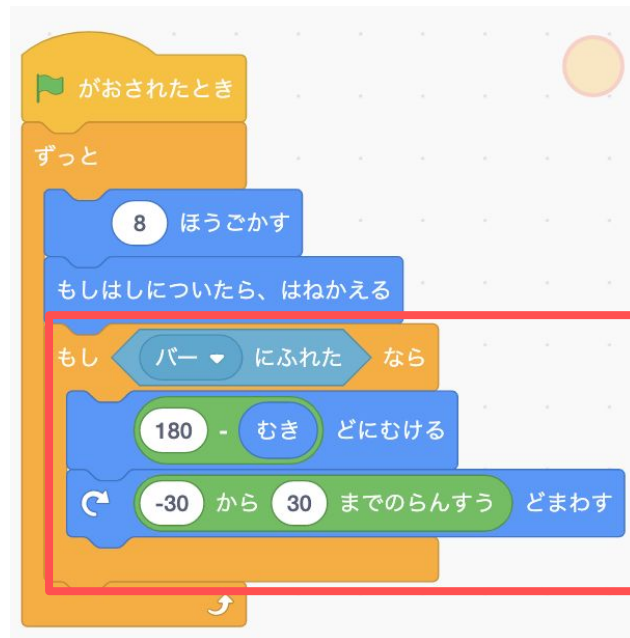 がおされたとき
ずっと
8 ほうごかす
もしはしについたら、はねかえる
もし バー にふれた なら
180 - むき どにむける
-30 から 30 までのらんすう どまわす